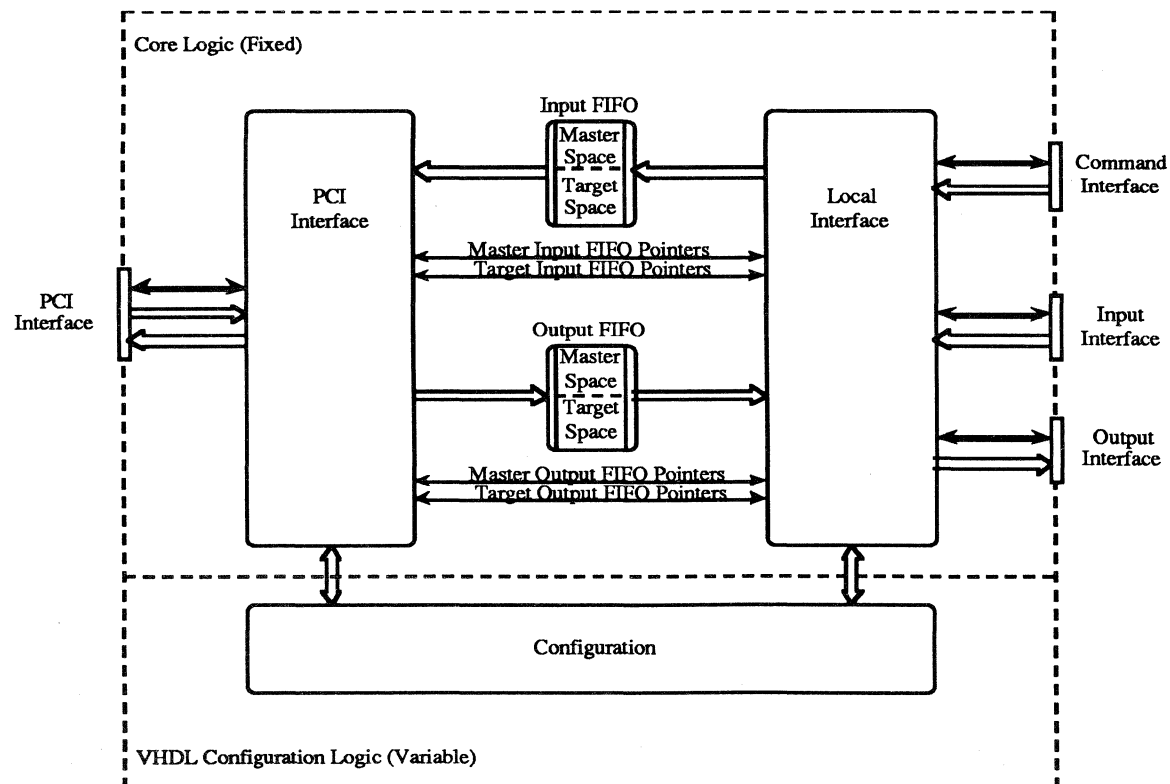 Core Logic (Fixed)
Input FIFO
Master
Space
Target
Space
PCI
Interface
Local
Interface
Command
Interface
Master Input FIFO Pointers
Target Input FIFO Pointers
PCI
Interface
Input
Interface
Output FIFO
Master
Space
Target
Space
Output
Interface
Master Output FIFO Pointers
Target Output FIFO Pointers
Configuration
VHDL Configuration Logic (Variable)